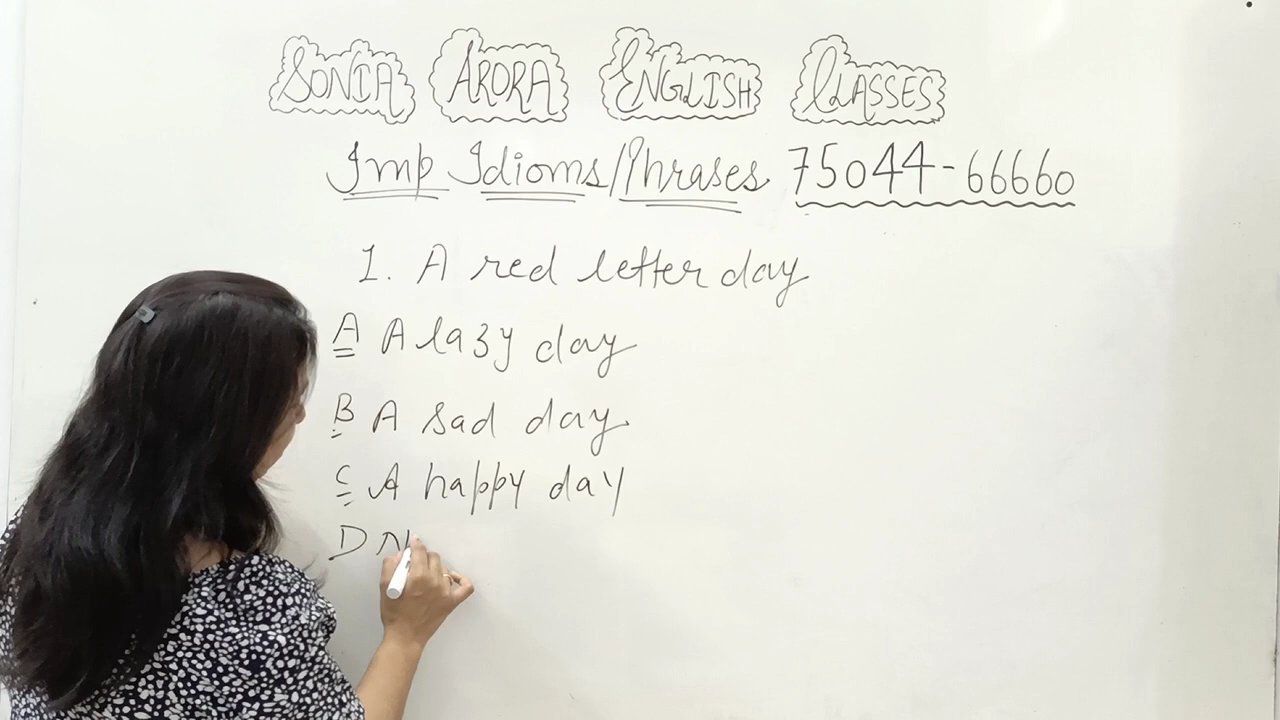 SONIA ARORA ENGLISH CLASSES
Imp Idioms/Phrases 75044-66660
1. A red letter day
A A lazy day
B A sad day
C A happy day
D N